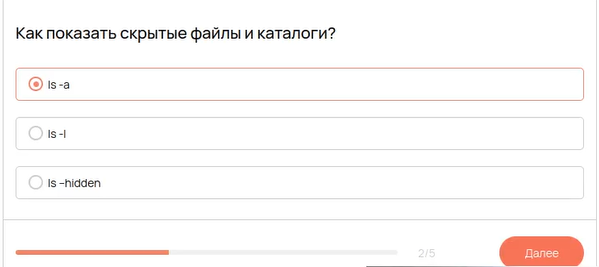 Как показать скрытые файлы и каталоги?
ls -a
ls -l
ls –hidden
2/5
Далее